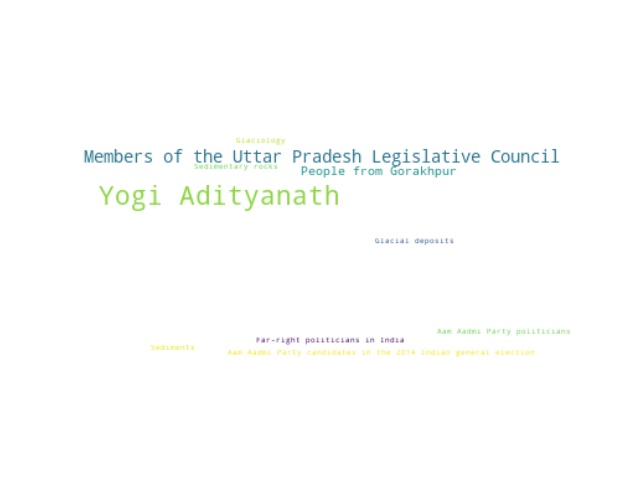 Glaciology
Members of the Uttar Pradesh Legislative Council
Sedimentary rocks
People from Gorakhpur
Yogi Adityanath
Glacial deposits
Aam Aadmi Party politicians
Far-right politicians in India
Sediments
Aam Aadmi Party candidates in the 2014 Indian general election